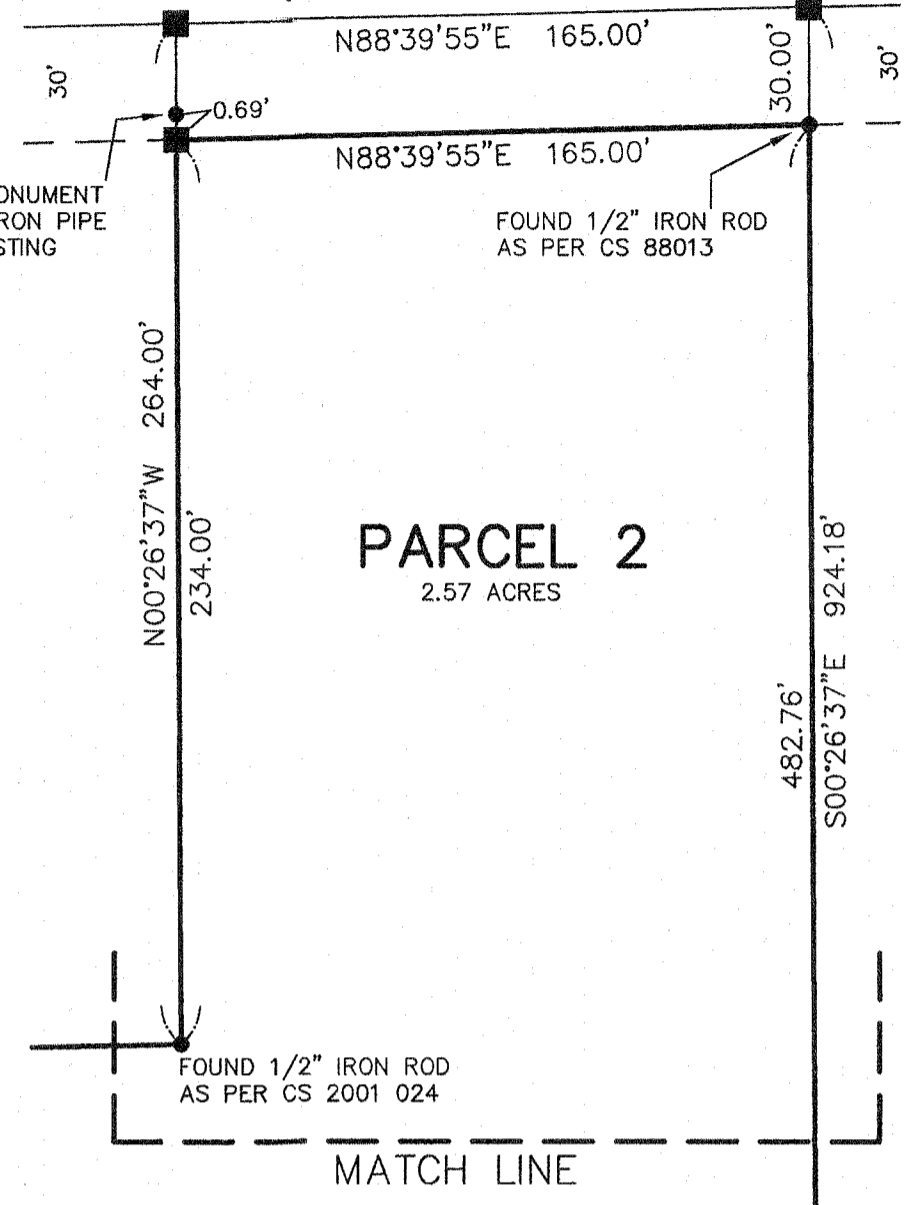 N88°39'55"E 165.00'
30'
30.00'
30'
0.69'
N88°39'55"E 165.00'
ONUMENT
RON PIPE
STING
FOUND 1/2" IRON ROD
AS PER CS 88013
N00°26'37"W 264.00'
234.00'
PARCEL 2
2.57 ACRES
482.76'
S00°26'37"E 924.18'
FOUND 1/2" IRON ROD
AS PER CS 2001 024
MATCH LINE